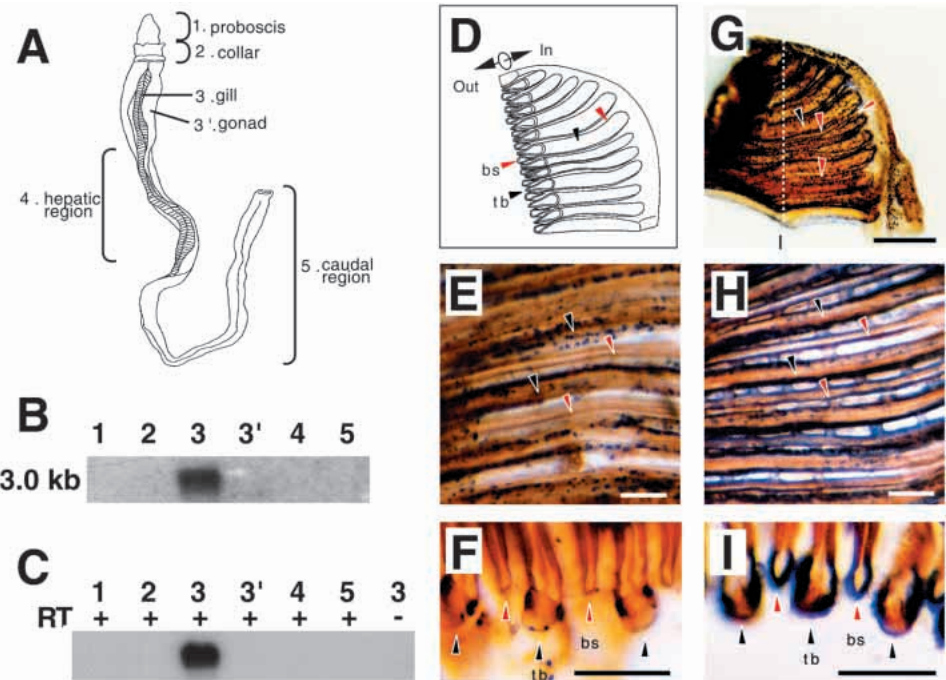 A
1. proboscis
2 . collar
3 .gill
3'. gonad
4 . hepatic
region
5 . caudal
region
B
1 2 3 3' 4 5
3.0 kb
C
1 2 3 3' 4 5 3
RT + + + + + + -
D
In
Out
bs
tb
E
F
bs
tb
G
I
H
I
bs
tb